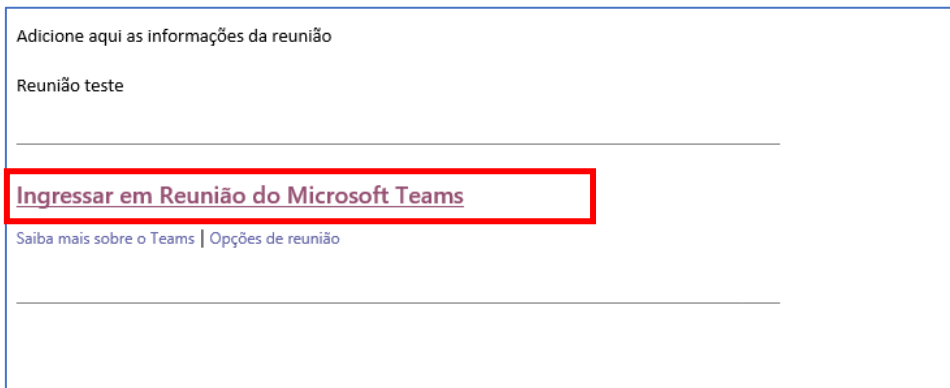 Adicione aqui as informações da reunião
Reunião teste
Ingressar em Reunião do Microsoft Teams
Saiba mais sobre o Teams | Opções de reunião